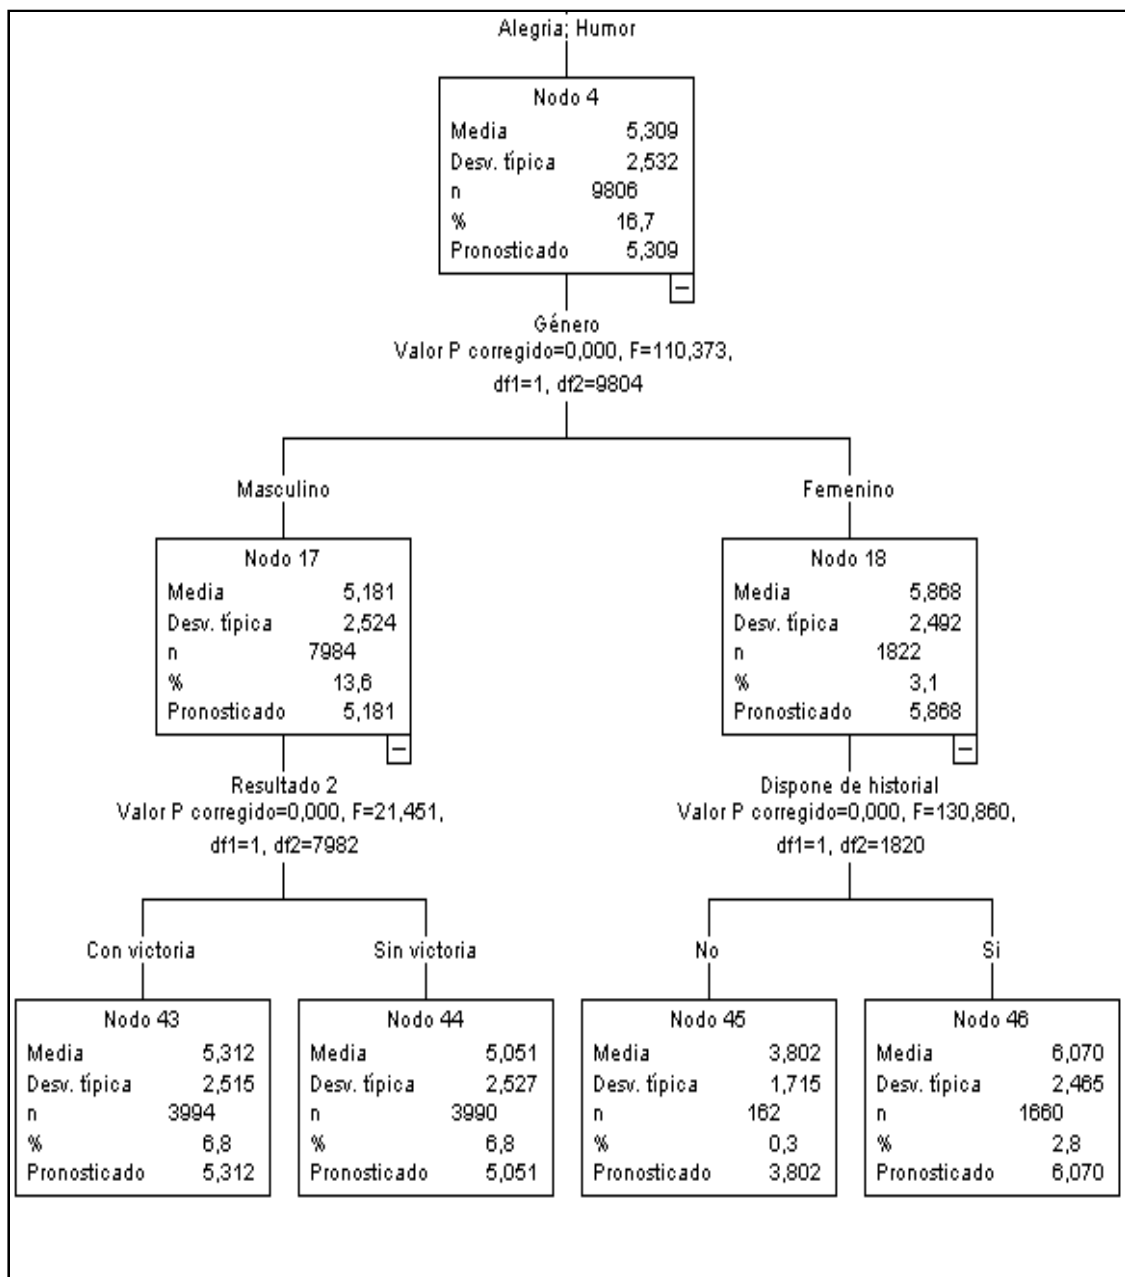 Alegria; Humor
Nodo 4
Media 5,309
Desv. típica 2,532
n 9806
% 16,7
Pronosticado 5,309
Género
Valor P corregido=0,000, F=110,373,
df1=1, df2=9804
Masculino
Femenino
Nodo 17
Media 5,181
Desv. típica 2,524
n 7984
% 13,6
Pronosticado 5,181
Nodo 18
Media 5,868
Desv. típica 2,492
n 1822
% 3,1
Pronosticado 5,868
Resultado 2
Valor P corregido=0,000, F=21,451,
df1=1, df2=7982
Dispone de historial
Valor P corregido=0,000, F=130,860,
df1=1, df2=1820
Con victoria
Sin victoria
No
Si
Nodo 43
Media 5,312
Desv. típica 2,515
n 3994
% 6,8
Pronosticado 5,312
Nodo 44
Media 5,051
Desv. típica 2,527
n 3990
% 6,8
Pronosticado 5,051
Nodo 45
Media 3,802
Desv. típica 1,715
n 162
% 0,3
Pronosticado 3,802
Nodo 46
Media 6,070
Desv. típica 2,465
n 1660
% 2,8
Pronosticado 6,070